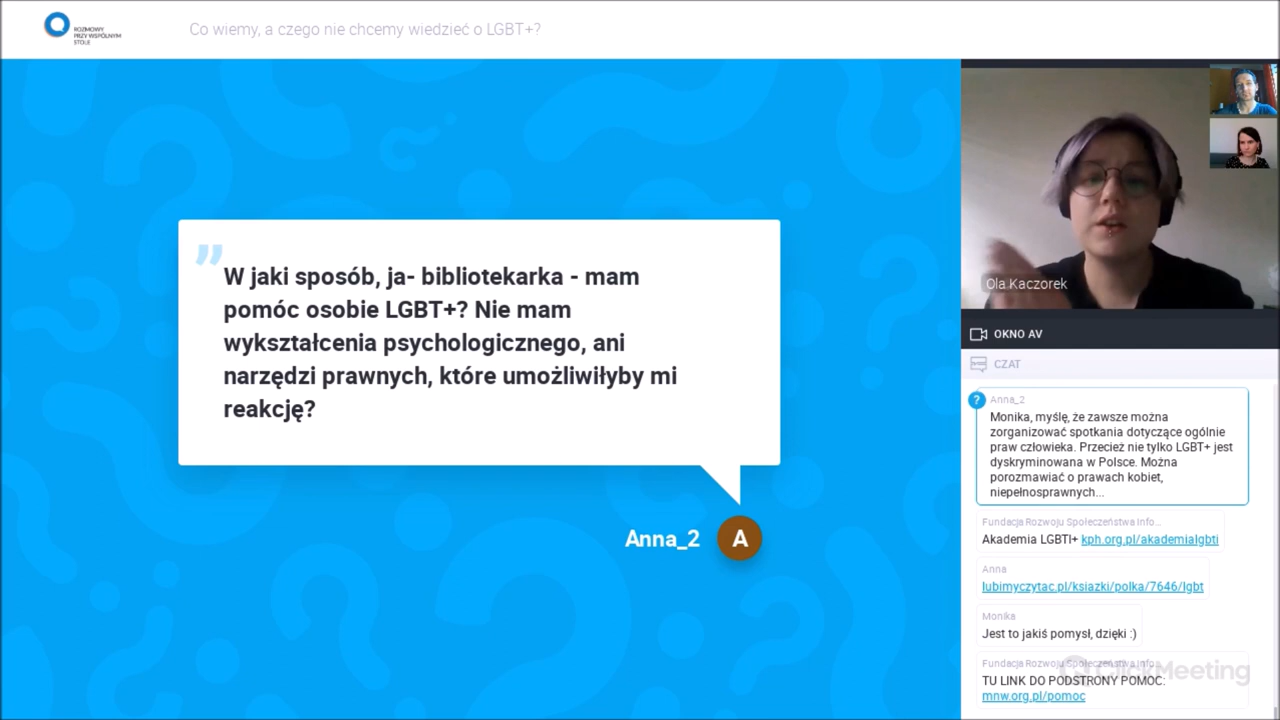 ROZMOWY
PRZY WSPÓLNYM
STOLE
Co wiemy, a czego nie chcemy wiedzieć o LGBT+?
"
W jaki sposób, ja- bibliotekarka - mam
pomóc osobie LGBT+? Nie mam
wykształcenia psychologicznego, ani
narzędzi prawnych, które umożliwiłyby mi
reakcję?
Anna_2
A
Ola Kaczorek
OKNO AV
CZAT
?
Anna_2
Monika, myślę, że zawsze można
zorganizować spotkania dotyczące ogólnie
praw człowieka. Przecież nie tylko LGBT+ jest
dyskryminowana w Polsce. Można
porozmawiać o prawach kobiet,
niepełnosprawnych...
Fundacja Rozwoju Społeczeństwa Info...
Akademia LGBTI+ kph.org.pl/akademialgbti
Anna
lubimyczytac.pl/ksiazki/polka/7646/lgbt
Monika
Jest to jakiś pomysł, dzięki :)
Fundacja Rozwoju Społeczeństwa Info...
TU LINK DO PODSTRONY POMOC:
mnw.org.pl/pomoc
ClickMeeting